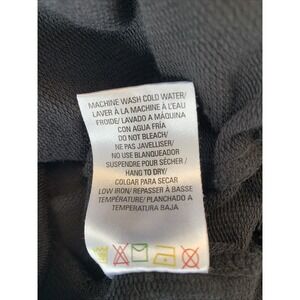 MACHINE WASH COLD WATER/
LAVER À LA MACHINE À L'EAU
FROIDE/ LAVADO A MÁQUINA
CON AGUA FRÍA
DO NOT BLEACH/
NE PAS JAVELLISER/
NO USE BLANQUEADOR
SUSPENDRE POUR SÉCHER /
HANG TO DRY/
COLGAR PARA SECAR
LOW IRON/ REPASSER À BASSE
TEMPÉRATURE/ PLANCHADO A
TEMPERATURA BAJA